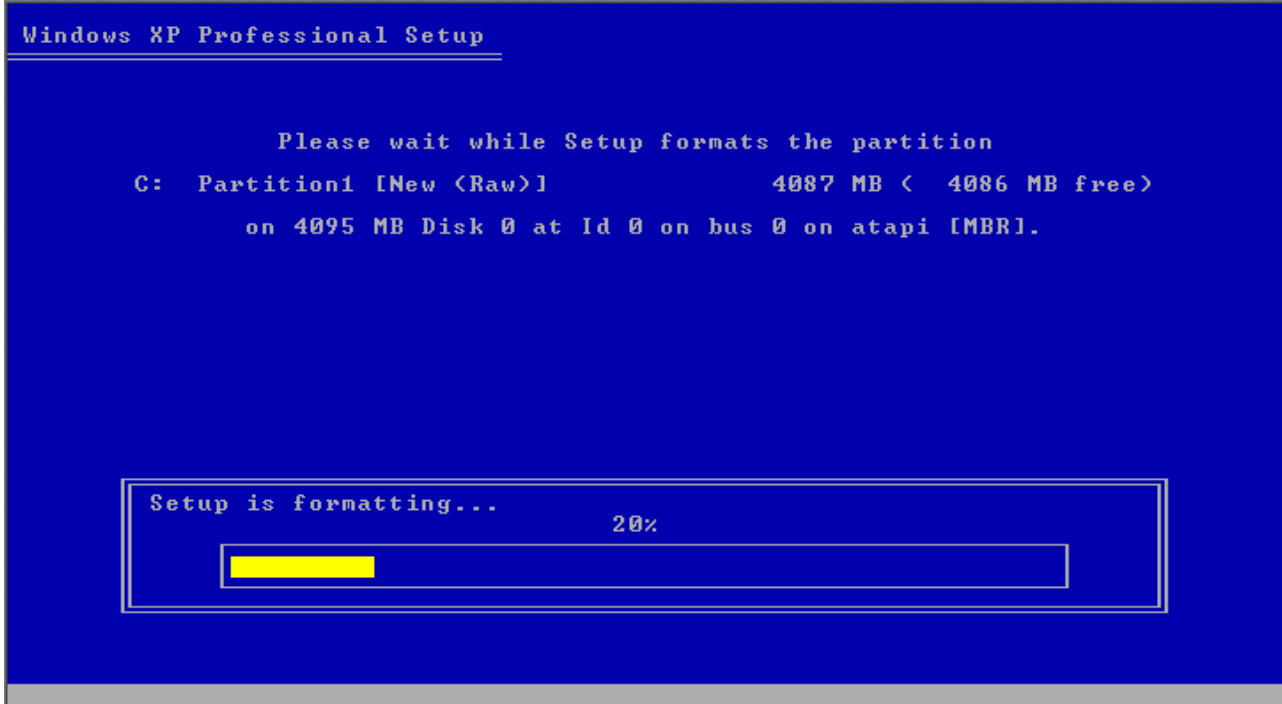 Windows XP Professional Setup
Please wait while Setup formats the partition
C:  Partition1 [New (Raw)]              4087 MB (  4086 MB free)
on 4095 MB Disk 0 at Id 0 on bus 0 on atapi [MBR].
Setup is formatting...
20%